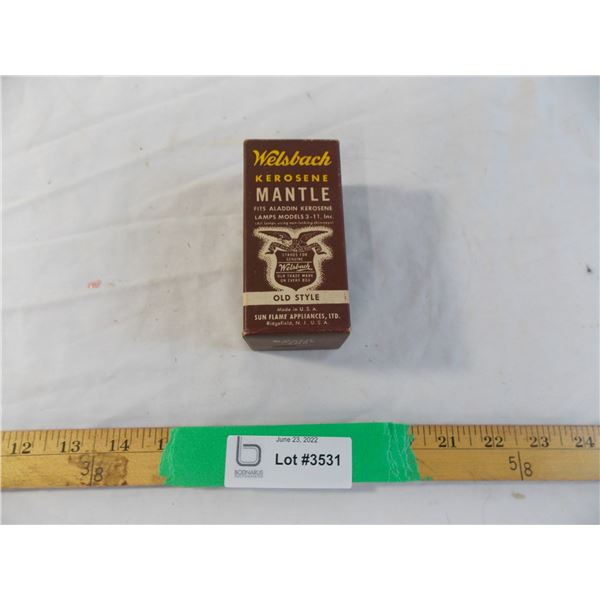 Welsbach
KEROSENE
MANTLE
FITS ALADDIN KEROSENE
LAMPS MODELS 3-11, Inc.
STANDS FOR
GENUINE
Welsbach
OUR TRADE MARK
ON EVERY BOX
OLD STYLE
Made in U.S.A.
SUN FLAME APPLIANCES, LTD.
Ridgefield, N. J. U.S.A.
12 13 14 15 21 22 23 24
3/8 5/8
June 23, 2022
Lot #3531
b
BODNARUS